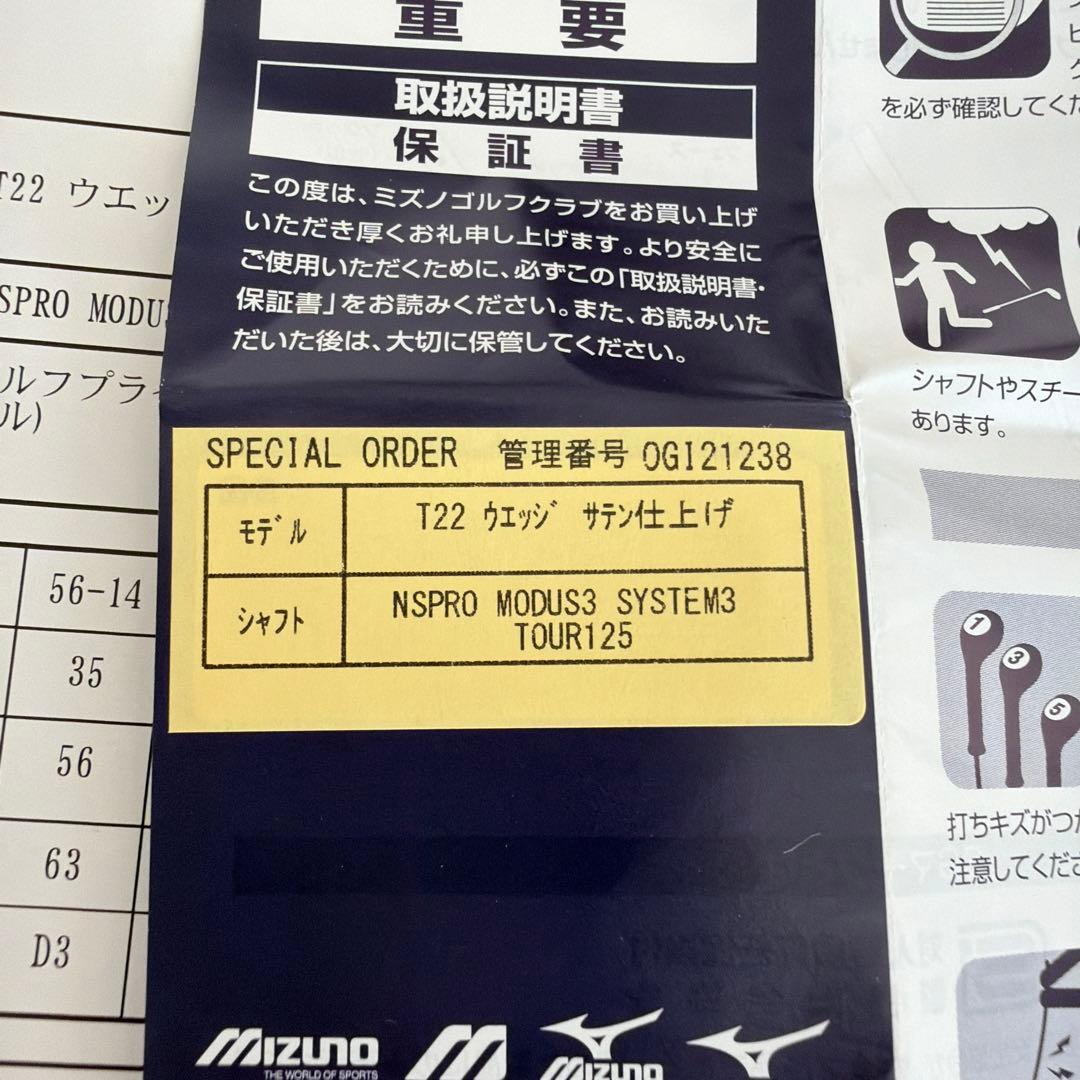 重要
取扱説明書
保証書
この度は、ミズノゴルフクラブをお買い上げ
いただき厚くお礼申し上げます。より安全に
ご使用いただくために、必ずこの「取扱説明書・
保証書」をお読みください。また、お読みいた
だいた後は、大切に保管してください。
SPECIAL ORDER 管理番号 OGI21238
モデル T22 ウエッジ サテン仕上げ
シャフト NSPRO MODUS3 SYSTEM3
TOUR125
MIZUNO
THE WORLD OF SPORTS
MIZUNO
T22 ウエッ
SPRO MODUS
ルフプラ
ル)
56-14
35
56
63
D3
を必ず確認してくだ
シャフトやスチー
あります。
1
3
5
打ちキズがつか
注意してくださ